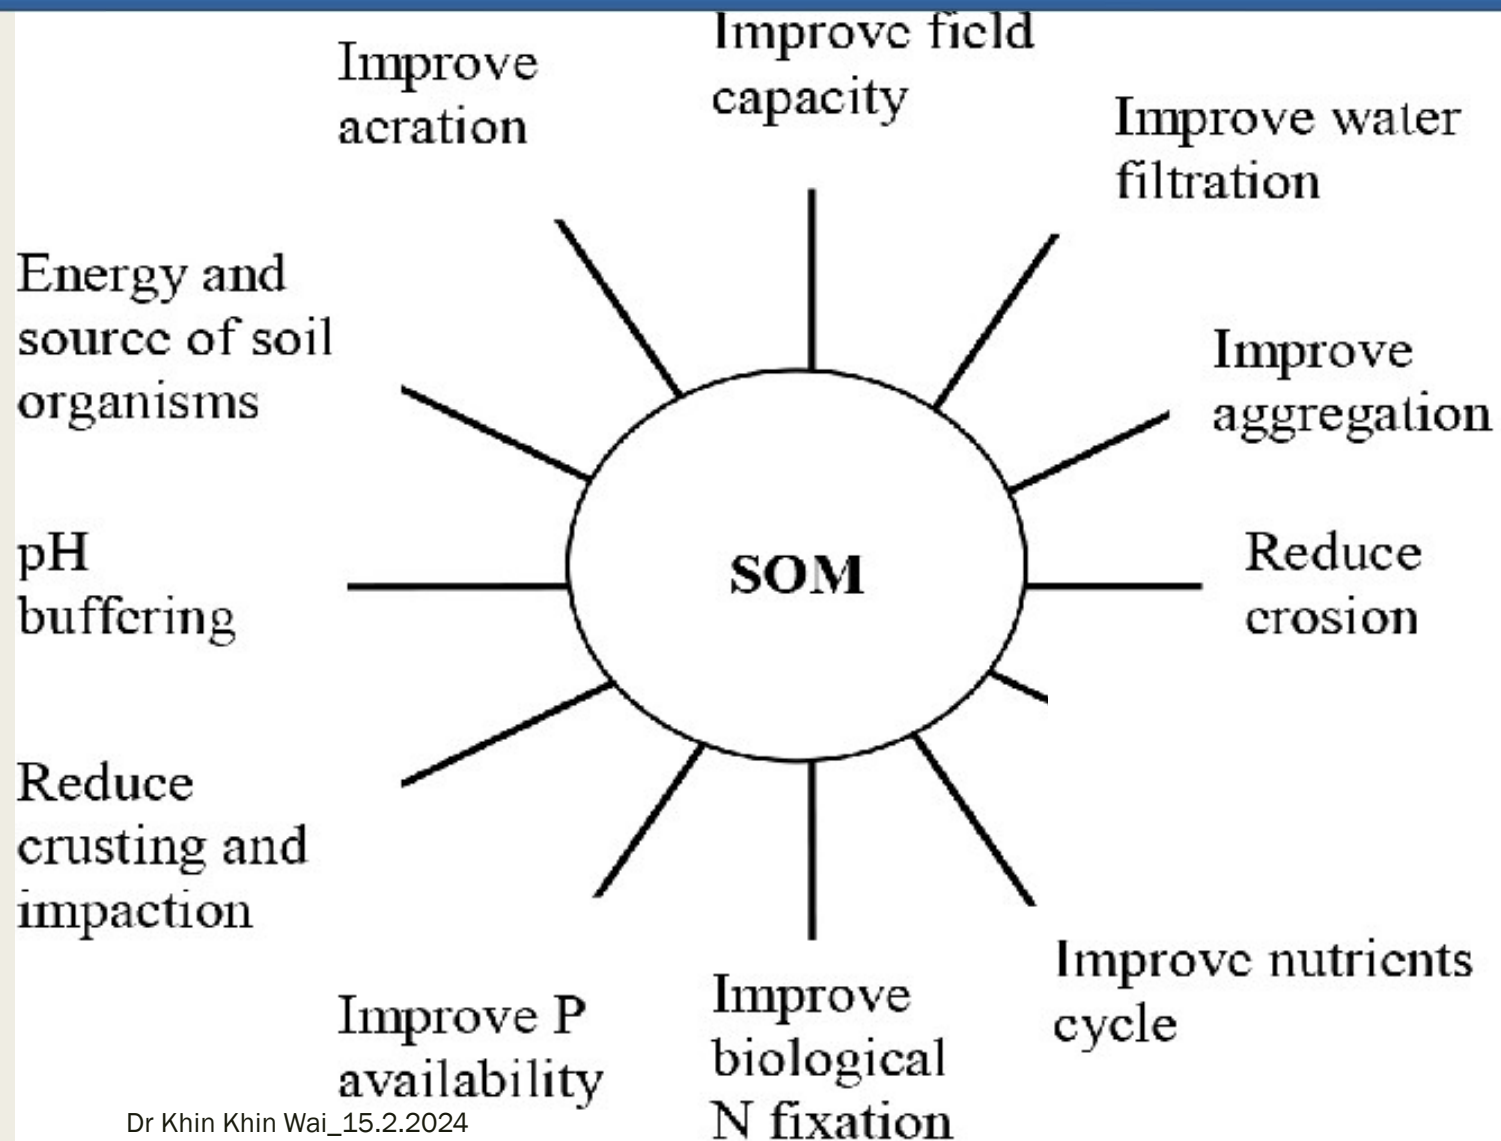 Improve field
capacity
Improve water
filtration
Improve
aggregation
Reduce
erosion
Improve nutrients
cycle
Improve
biological
N fixation
Improve P
availability
Reduce
crusting and
impaction
pH
buffering
Energy and
source of soil
organisms
Improve
aeration
SOM
Dr Khin Khin Wai_15.2.2024